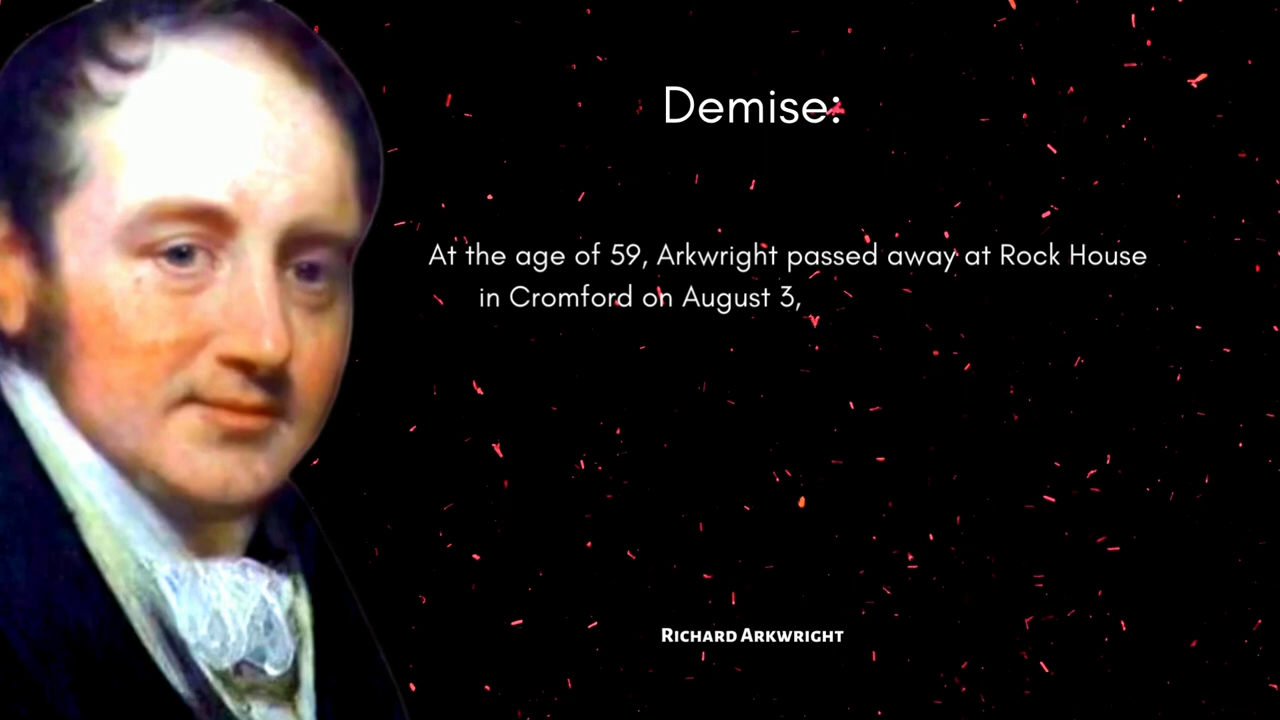 Demise:
At the age of 59, Arkwright passed away at Rock House
in Cromford on August 3,
Richard Arkwright